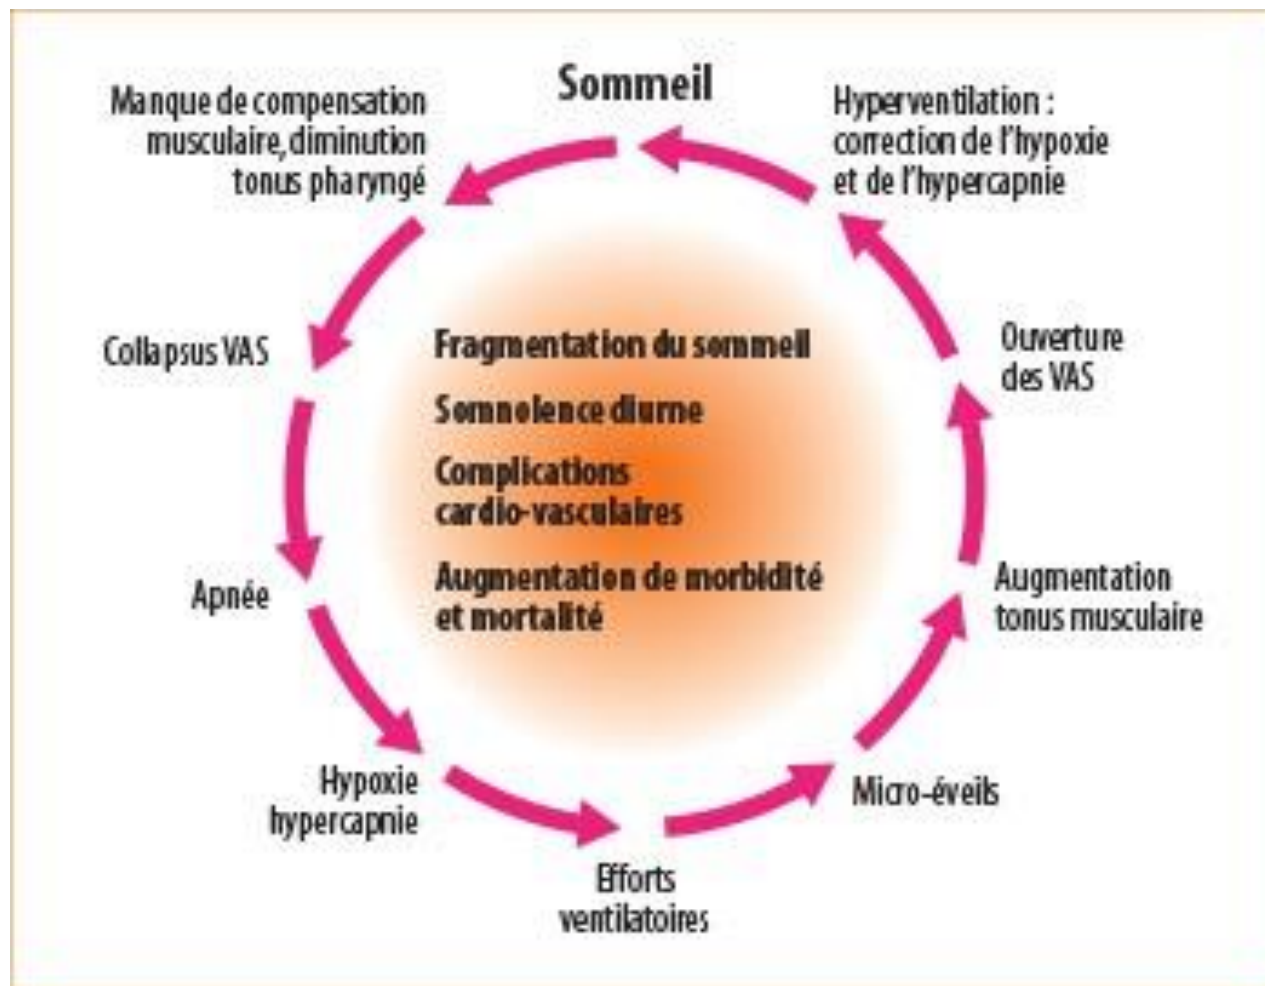 Sommeil
Manque de compensation
musculaire, diminution
tonus pharyngé
Collapsus VAS
Apnée
Hypoxie
hypercapnie
Efforts
ventilatoires
Micro-éveils
Augmentation
tonus musculaire
Ouverture
des VAS
Hyperventilation :
correction de l'hypoxie
et de l'hypercapnie
Fragmentation du sommeil
Somnolence diurne
Complications
cardio-vasculaires
Augmentation de morbidité
et mortalité